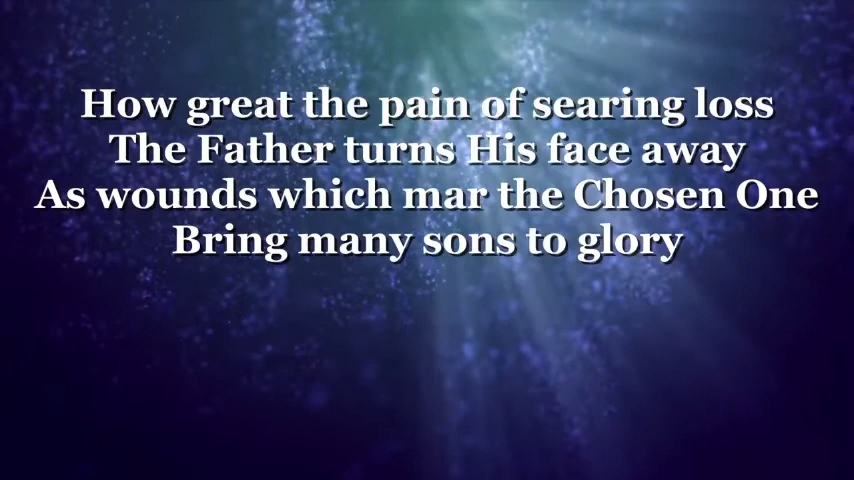 How great the pain of searing loss
The Father turns His face away
As wounds which mar the Chosen One
Bring many sons to glory